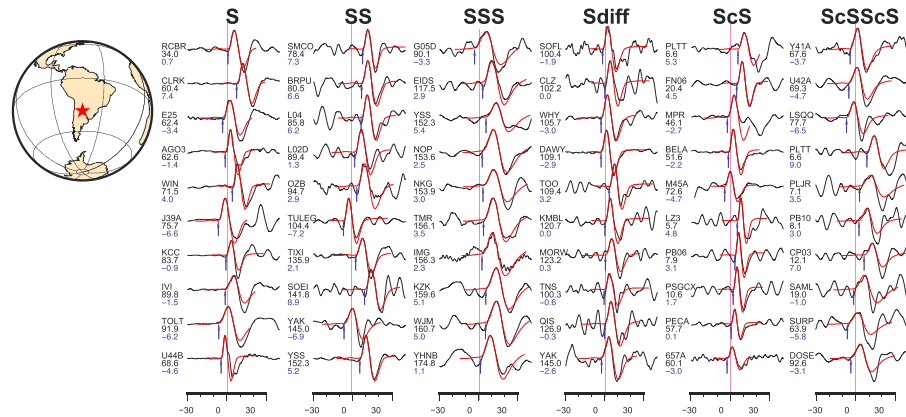 S SS SSS Sdiff ScS ScSScS
RCBR SMCO G05D SOFL PLTT Y41A
34.0 78.4 90.1 100.4 6.6 67.6
0.7 7.3 −3.3 −1.9 5.3 −3.7
CLRK BRPU EIDS CLZ FN06 U42A
60.4 80.5 117.5 102.2 20.4 69.3
7.4 6.6 2.9 0.0 4.5 −4.7
E25 L04 YSS WHY MPR LSQQ
62.4 85.8 152.3 105.7 46.1 77.7
−3.4 6.2 5.4 −3.0 −2.7 −6.5
AGO3 L02D NOP DAWY BELA PLTT
62.6 89.4 153.6 109.1 51.6 6.6
1.4 1.3 2.5 −2.9 −2.2 9.0
WIN OZB NKG TOO M45A PLJR
71.5 94.7 153.9 109.4 72.6 7.1
4.0 2.9 3.0 3.2 −4.7 3.5
J39A TULEG TMR KMBL LZ3 PB10
75.7 104.4 156.1 120.7 5.7 8.1
−6.6 −7.2 3.5 0.0 4.8 3.0
KCC TIXI IMG MORW PB06 CP03
83.7 135.9 156.3 123.2 7.9 12.1
−0.9 2.1 2.3 0.3 3.1 7.0
IVI SOEI KZK TNS PSGCX SAML
89.8 141.8 159.6 100.3 10.6 19.0
−1.5 8.9 5.1 −0.6 1.7 −1.0
TOLT YAK WJM QIS PECA SURP
91.9 145.0 160.7 126.9 57.7 63.9
−6.2 −6.9 5.0 −0.3 0.1 −5.8
U44B YSS YHNB YAK 657A DOSE
68.6 152.3 174.8 145.0 60.1 92.6
−4.6 5.2 1.1 −2.6 −3.0 −3.1
−30 0 30 −30 0 30 −30 0 30 −30 0 30 −30 0 30 −30 0 30